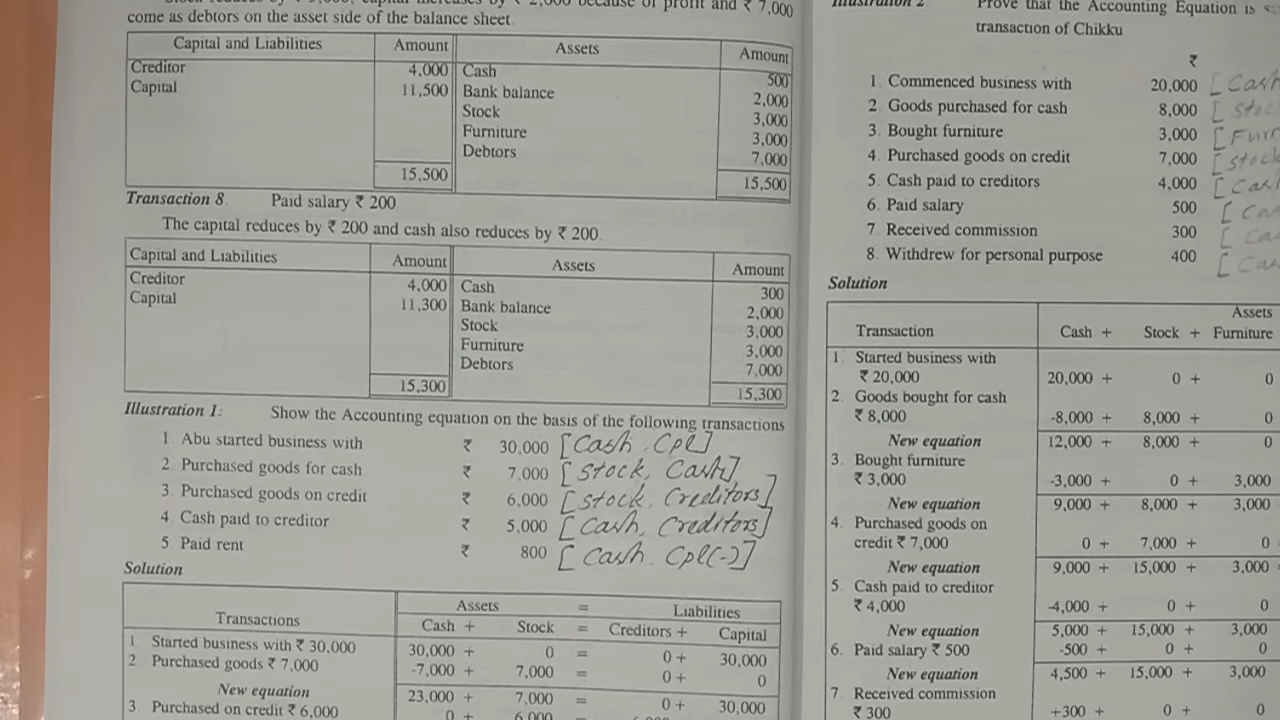 come as debtors on the asset side of the balance sheet.
Capital and Liabilities Amount Assets Amount
Creditor 4,000 Cash 500
Capital 11,500 Bank balance 2,000
Stock 3,000
Furniture 3,000
Debtors 7,000
15,500 15,500
Transaction 8. Paid salary ₹ 200
The capital reduces by ₹ 200 and cash also reduces by ₹ 200.
Capital and Liabilities Amount Assets Amount
Creditor 4,000 Cash 300
Capital 11,300 Bank balance 2,000
Stock 3,000
Furniture 3,000
Debtors 7,000
15,300 15,300
Illustration 1: Show the Accounting equation on the basis of the following transactions
1. Abu started business with ₹ 30,000 [Cash, Cpl]
2. Purchased goods for cash ₹ 7,000 [Stock, Cash]
3. Purchased goods on credit ₹ 6,000 [Stock, Creditors]
4. Cash paid to creditor ₹ 5,000 [Cash, Creditors]
5. Paid rent ₹ 800 [Cash, Cpl(-)]
Solution
Transactions Assets = Liabilities
Cash + Stock = Creditors + Capital
1 Started business with ₹ 30,000 30,000 + 0 = 0 + 30,000
2. Purchased goods ₹ 7,000 -7,000 + 7,000 = 0 + 0
New equation 23,000 + 7,000 = 0 + 30,000
3 Purchased on credit ₹ 6,000 0 + 6,000
Illustration 2 Prove that the Accounting Equation is
transaction of Chikku
₹
1. Commenced business with 20,000 [Cash
2. Goods purchased for cash 8,000 [Stoc
3. Bought furniture 3,000 [Furn
4. Purchased goods on credit 7,000 [Stock
5. Cash paid to creditors 4,000 [Cas
6. Paid salary 500 [Ca
7. Received commission 300 [Ca
8. Withdrew for personal purpose 400 [Cas
Solution
Assets
Transaction Cash + Stock + Furniture
1. Started business with
₹ 20,000 20,000 + 0 + 0
2. Goods bought for cash
₹ 8,000 -8,000 + 8,000 + 0
New equation 12,000 + 8,000 + 0
3. Bought furniture
₹ 3,000 -3,000 + 0 + 3,000
New equation 9,000 + 8,000 + 3,000
4. Purchased goods on
credit ₹ 7,000 0 + 7,000 + 0
New equation 9,000 + 15,000 + 3,000
5. Cash paid to creditor
₹ 4,000 -4,000 + 0 + 0
New equation 5,000 + 15,000 + 3,000
6. Paid salary ₹ 500 -500 + 0 + 0
New equation 4,500 + 15,000 + 3,000
7. Received commission
₹ 300 +300 + 0 + 0